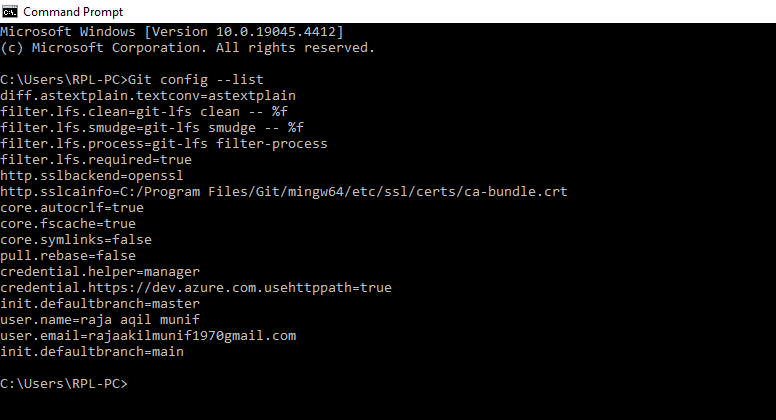 Command Prompt
Microsoft Windows [Version 10.0.19045.4412]
(c) Microsoft Corporation. All rights reserved.
C:\Users\RPL-PC>Git config --list
diff.astextplain.textconv=astextplain
filter.lfs.clean=git-lfs clean -- %f
filter.lfs.smudge=git-lfs smudge -- %f
filter.lfs.process=git-lfs filter-process
filter.lfs.required=true
http.sslbackend=openssl
http.sslcainfo=C:/Program Files/Git/mingw64/etc/ssl/certs/ca-bundle.crt
core.autocrlf=true
core.fscache=true
core.symlinks=false
pull.rebase=false
credential.helper=manager
credential.https://dev.azure.com.usehttppath=true
init.defaultbranch=master
user.name=raja aqil munif
user.email=rajaakilmunif1970gmail.com
init.defaultbranch=main
C:\Users\RPL-PC>